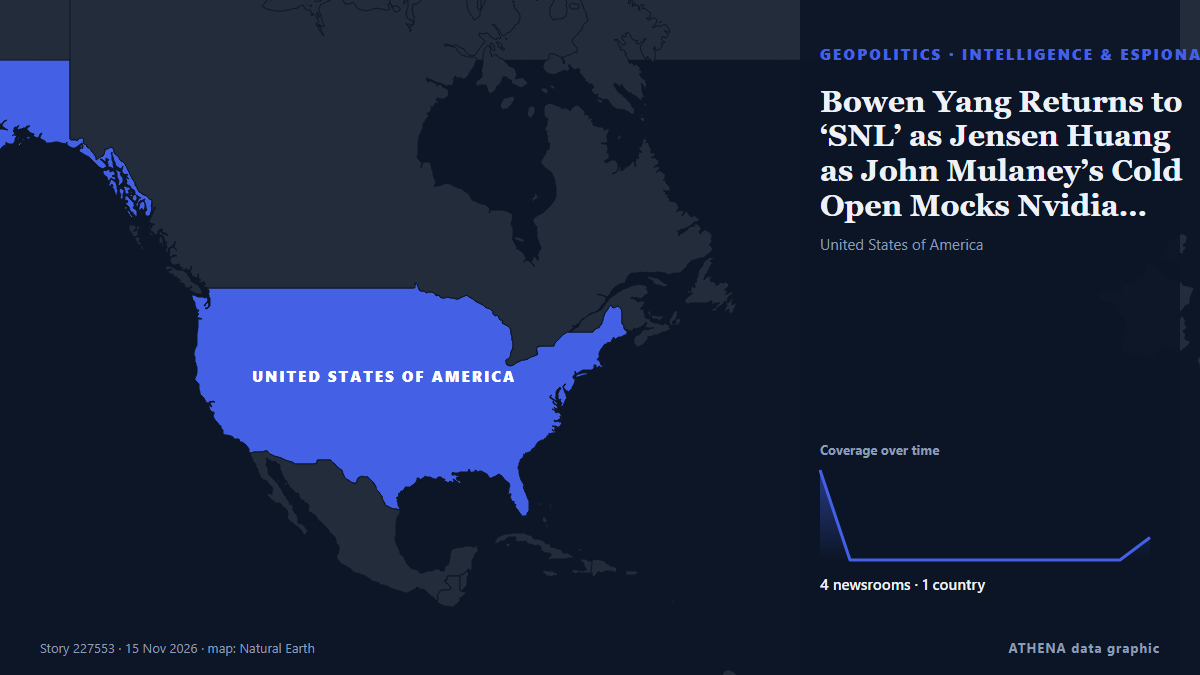 GEOPOLITICS · INTELLIGENCE & ESPIONA
Bowen Yang Returns to
‘SNL’ as Jensen Huang
as John Mulaney’s Cold
Open Mocks Nvidia…
United States of America
UNITED STATES OF AMERICA
Coverage over time
4 newsrooms · 1 country
Story 227553 · 15 Nov 2026 · map: Natural Earth
ATHENA data graphic